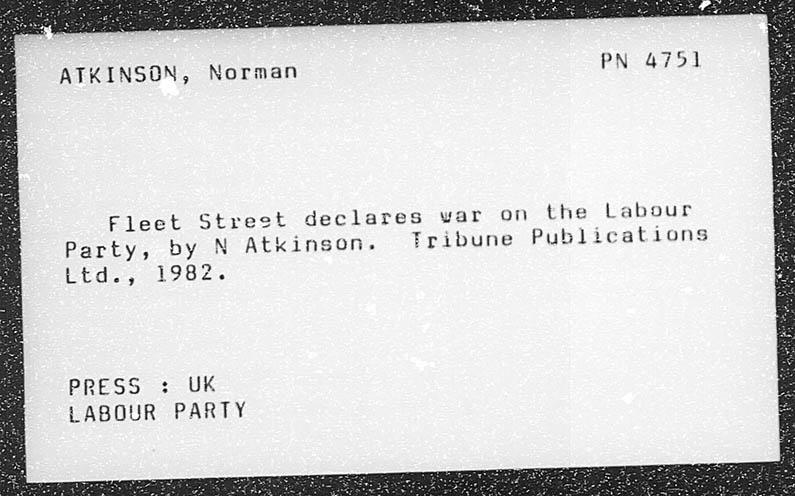 ATKINSON, Norman PN 4751
Fleet Street declares war on the Labour
Party, by N Atkinson. Tribune Publications
Ltd., 1982.
PRESS : UK
LABOUR PARTY